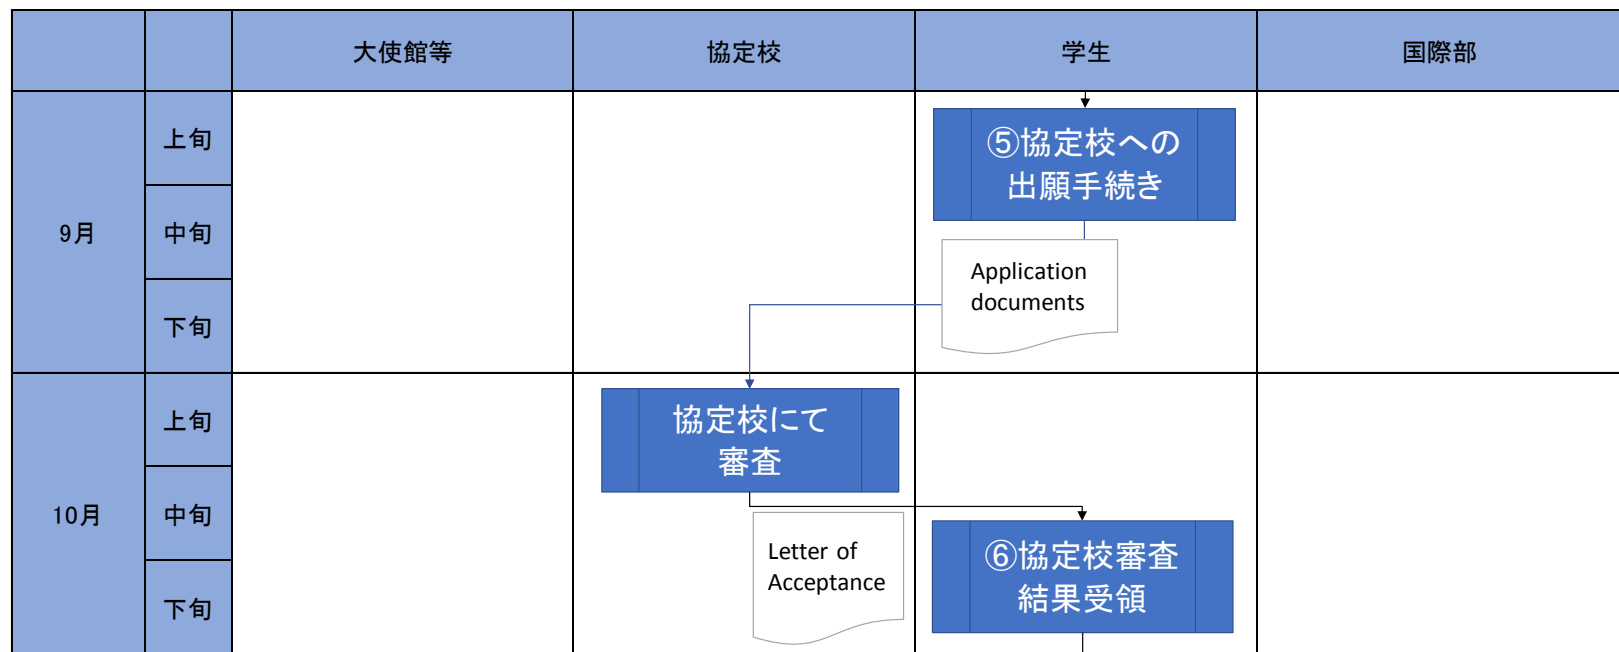 大使館等
協定校
学生
国際部
9月
上旬
⑤協定校への
出願手続き
中旬
Application
documents
下旬
10月
上旬
協定校にて
審査
中旬
Letter of
Acceptance
⑥協定校審査
結果受領
下旬